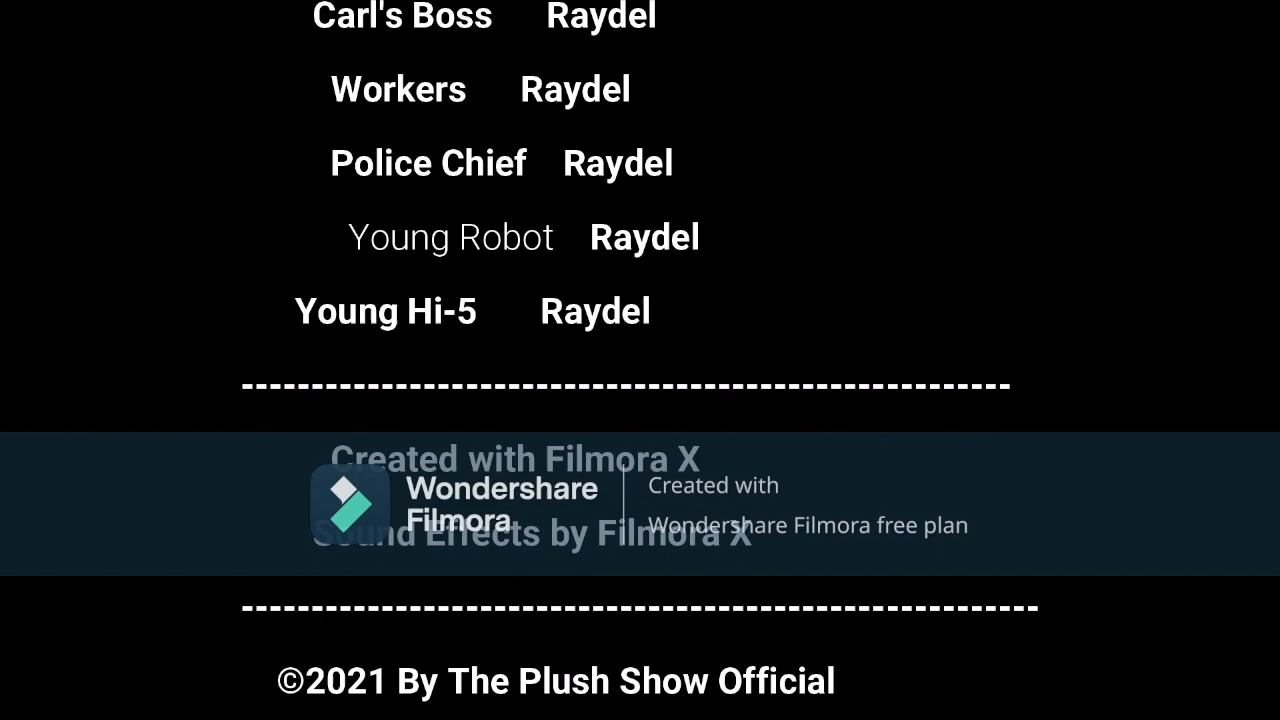 Carl's Boss Raydel
Workers Raydel
Police Chief Raydel
Young Robot Raydel
Young Hi-5 Raydel
-------------------------------------------------------
Created with Filmora X
Wondershare
Filmora
Created with
Wondershare Filmora free plan
Sound Effects by Filmora X
---------------------------------------------------------
©2021 By The Plush Show Official